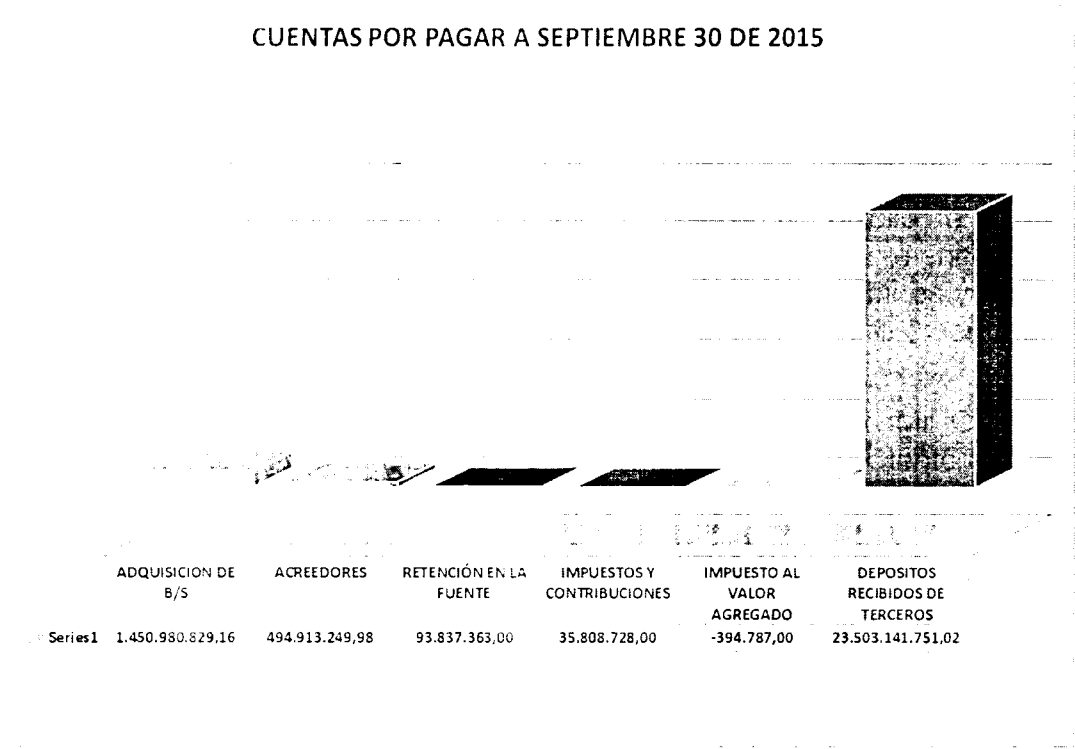 CUENTAS POR PAGAR A SEPTIEMBRE 30 DE 2015
ADQUISICION DE B/S
ACREEDORES
RETENCIÓN EN LA FUENTE
IMPUESTOS Y CONTRIBUCIONES
IMPUESTO AL VALOR AGREGADO
DEPOSITOS RECIBIDOS DE TERCEROS
Series1 1.450.980.829,16 494.913.249,98 93.837.363,00 35.808.728,00 -394.787,00 23.503.141.751,02